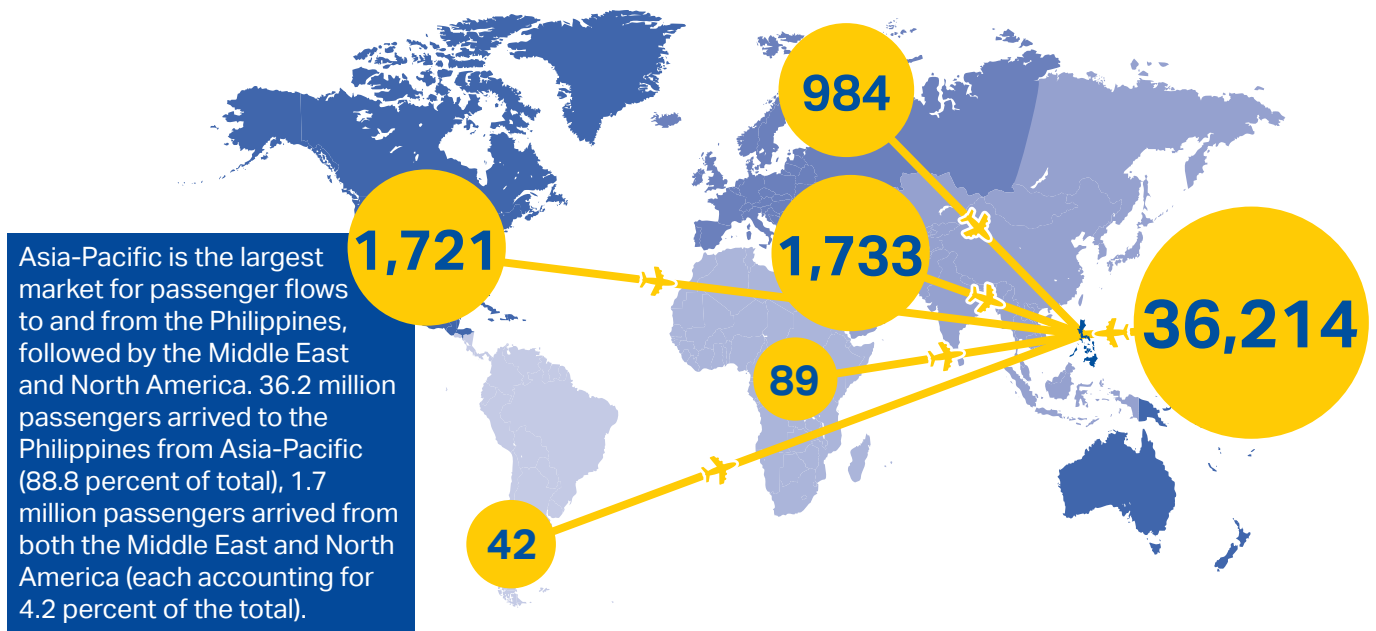 984
1,721
1,733
36,214
89
42
Asia-Pacific is the largest
market for passenger flows
to and from the Philippines,
followed by the Middle East
and North America. 36.2 million
passengers arrived to the
Philippines from Asia-Pacific
(88.8 percent of total), 1.7
million passengers arrived from
both the Middle East and North
America (each accounting for
4.2 percent of the total).